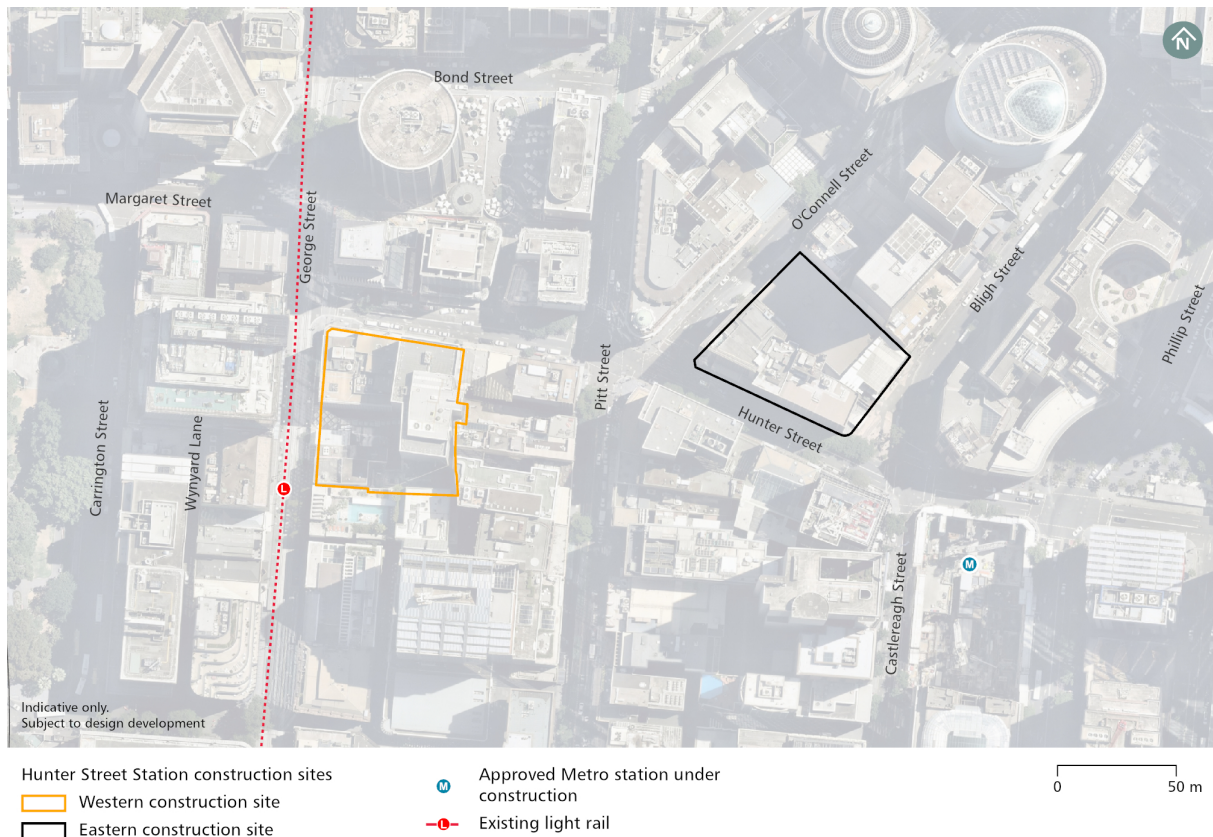 N
Bond Street
O'Connell Street
Margaret Street
George Street
Bligh Street
Phillip Street
Pitt Street
Hunter Street
Carrington Street
Wynyard Lane
L
M
Castlereagh Street
Indicative only.
Subject to design development
Hunter Street Station construction sites
Western construction site
Eastern construction site
M
Approved Metro station under
construction
L
Existing light rail
0
50 m